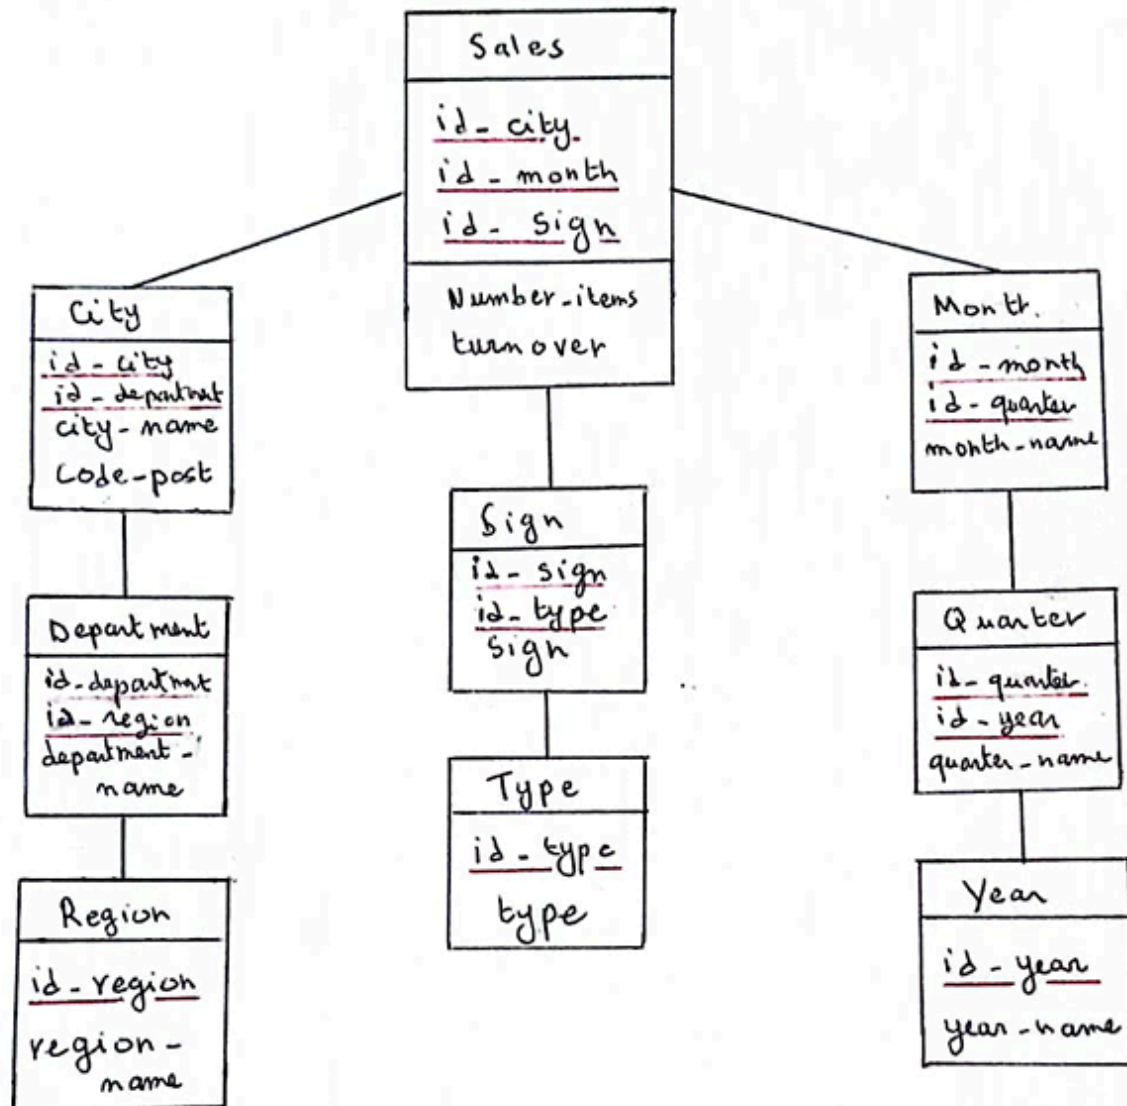 Sales
id_city
id_month
id_Sign
Number_items
turnover
City
id_city
id_department
city_name
Code_post
Department
id_department
id_region
department_
name
Region
id_region
region_
name
Sign
id_sign
id_type
Sign
Type
id_type
type
Month.
id_month
id_quarter
month_name
Quarter
id_quarter
id_year
quarter_name
Year
id_year
year_name